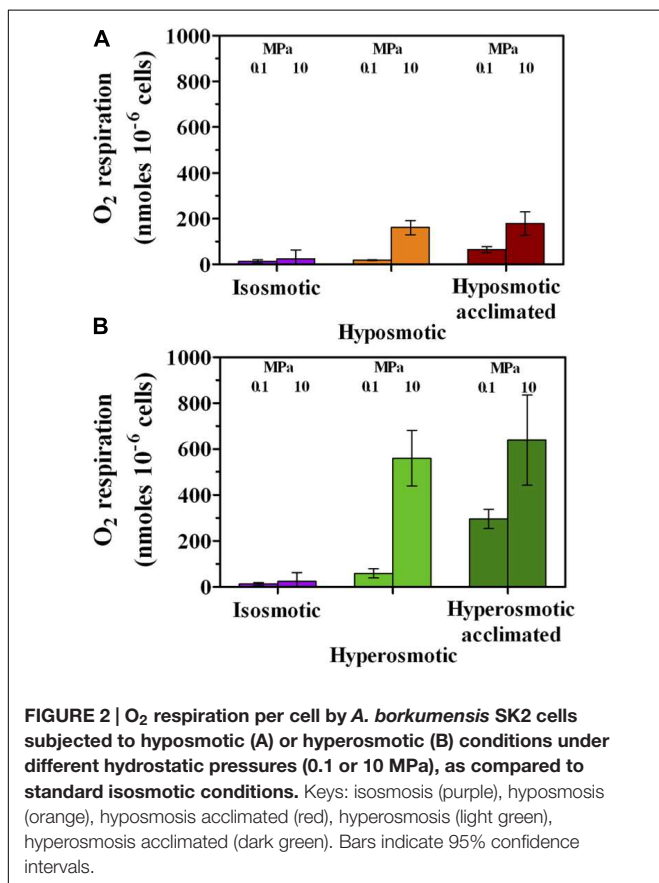 A
O2 respiration
(nmoles 10-6 cells)
1000
800
600
400
200
0
MPa
0.1 10
MPa
0.1 10
MPa
0.1 10
Isosmotic
Hyposmotic
Hyposmotic
acclimated
B
O2 respiration
(nmoles 10-6 cells)
1000
800
600
400
200
0
MPa
0.1 10
MPa
0.1 10
MPa
0.1 10
Isosmotic
Hyperosmotic
Hyperosmotic
acclimated
FIGURE 2 | O2 respiration per cell by A. borkumensis SK2 cells
subjected to hyposmotic (A) or hyperosmotic (B) conditions under
different hydrostatic pressures (0.1 or 10 MPa), as compared to
standard isosmotic conditions. Keys: isosmosis (purple), hyposmosis
(orange), hyposmosis acclimated (red), hyperosmosis (light green),
hyperosmosis acclimated (dark green). Bars indicate 95% confidence
intervals.